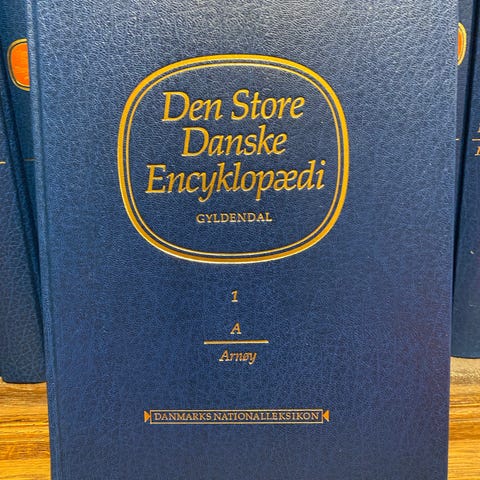 Den Store
Danske
Encyklopædi
GYLDENDAL
1
A
Arnøy
DANMARKS NATIONALLEKSIKON